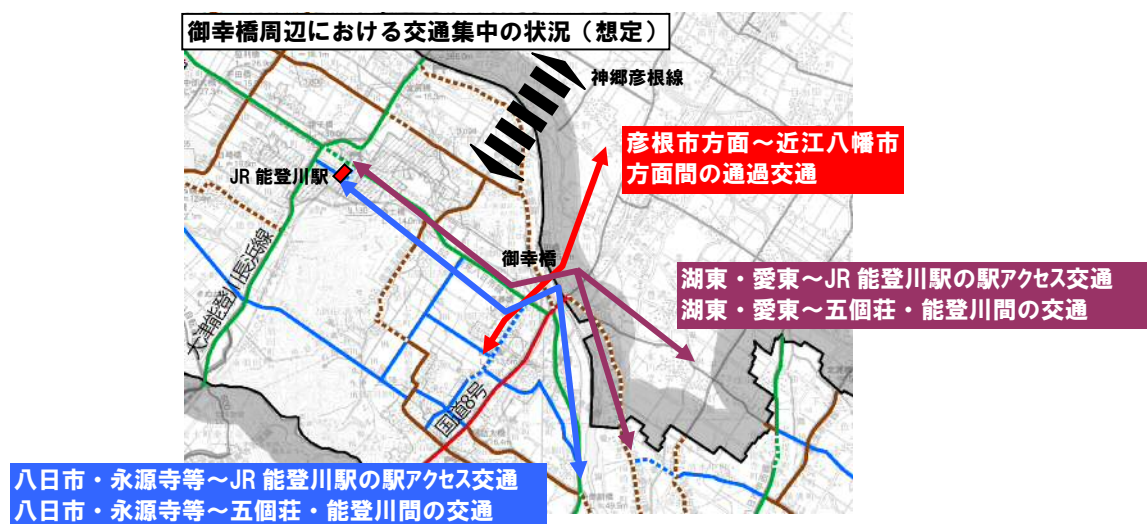 御幸橋周辺における交通集中の状況（想定）
神郷彦根線
彦根市方面～近江八幡市
方面間の通過交通
JR 能登川駅
御幸橋
大津能登川長浜線
湖東・愛東～JR 能登川駅の駅アクセス交通
湖東・愛東～五個荘・能登川間の交通
国道8号
八日市・永源寺等～JR 能登川駅の駅アクセス交通
八日市・永源寺等～五個荘・能登川間の交通